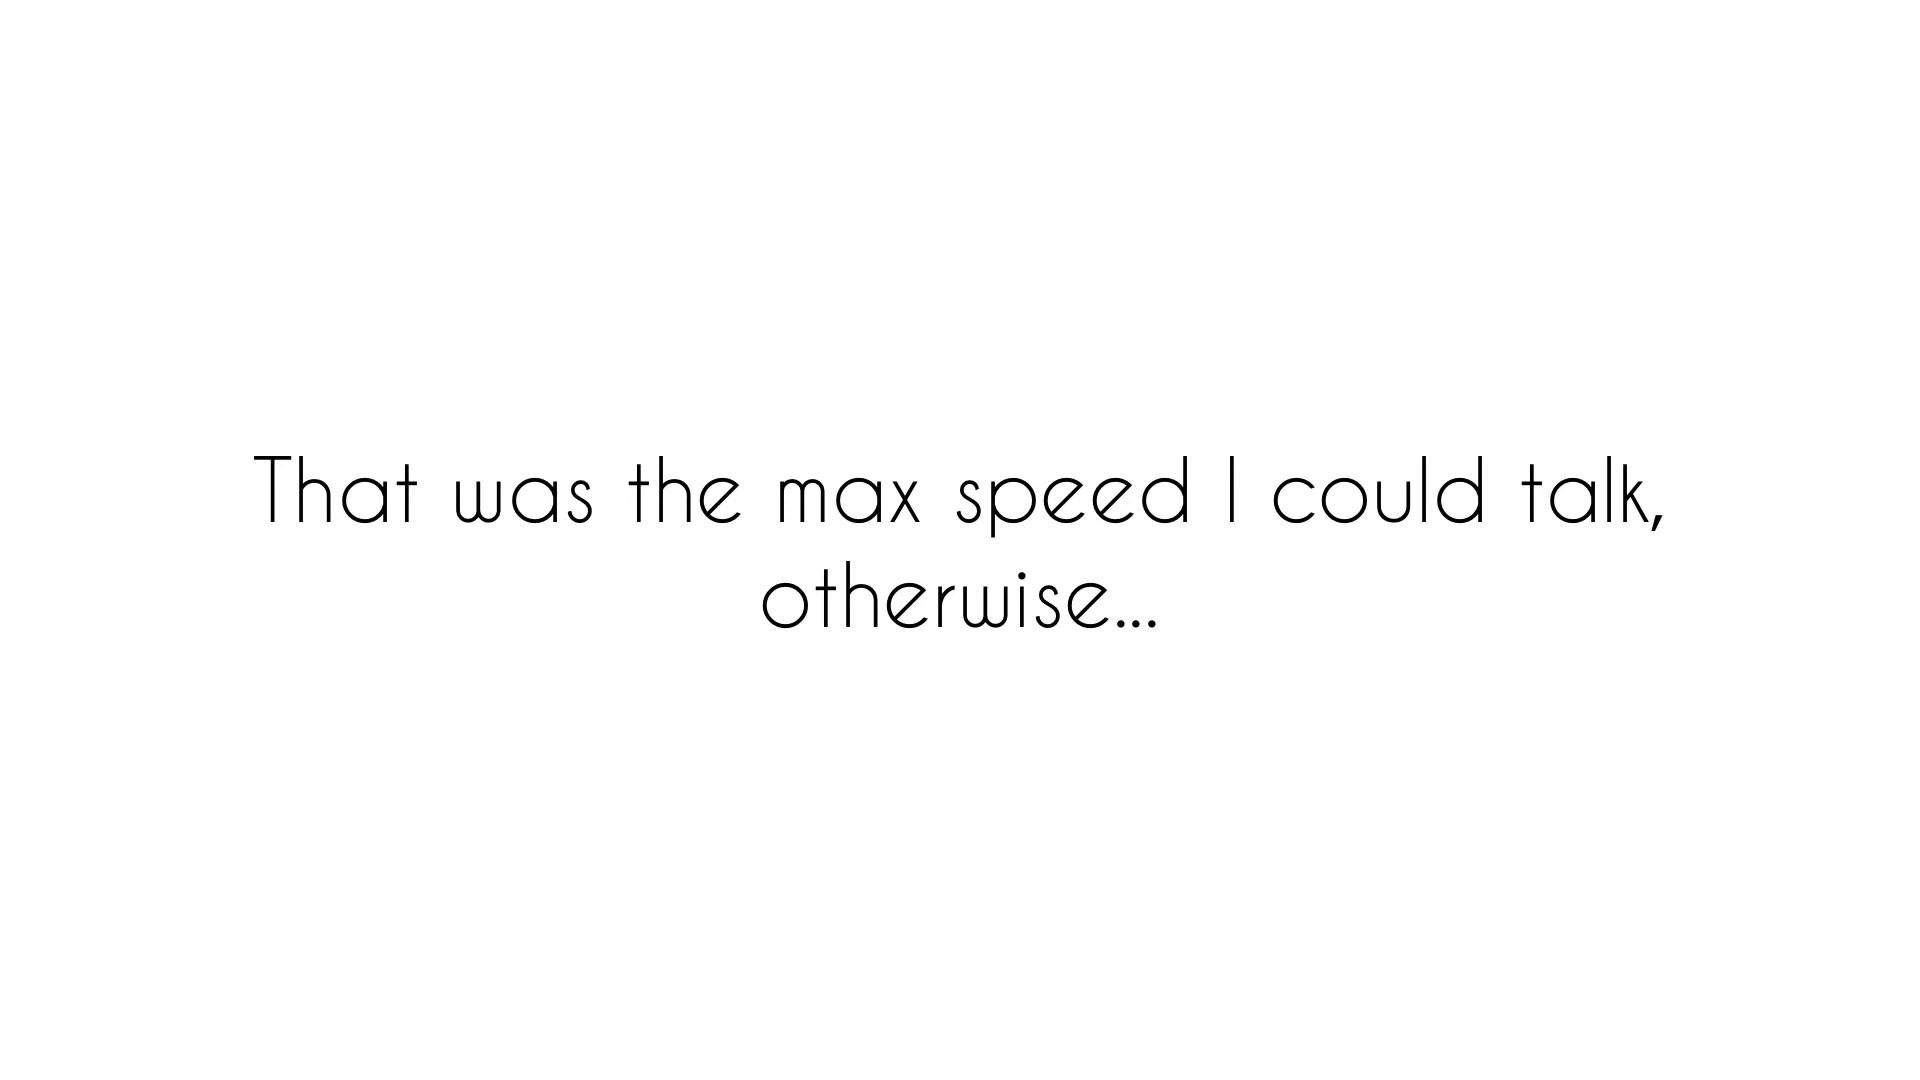 That was the max speed I could talk,
otherwise...